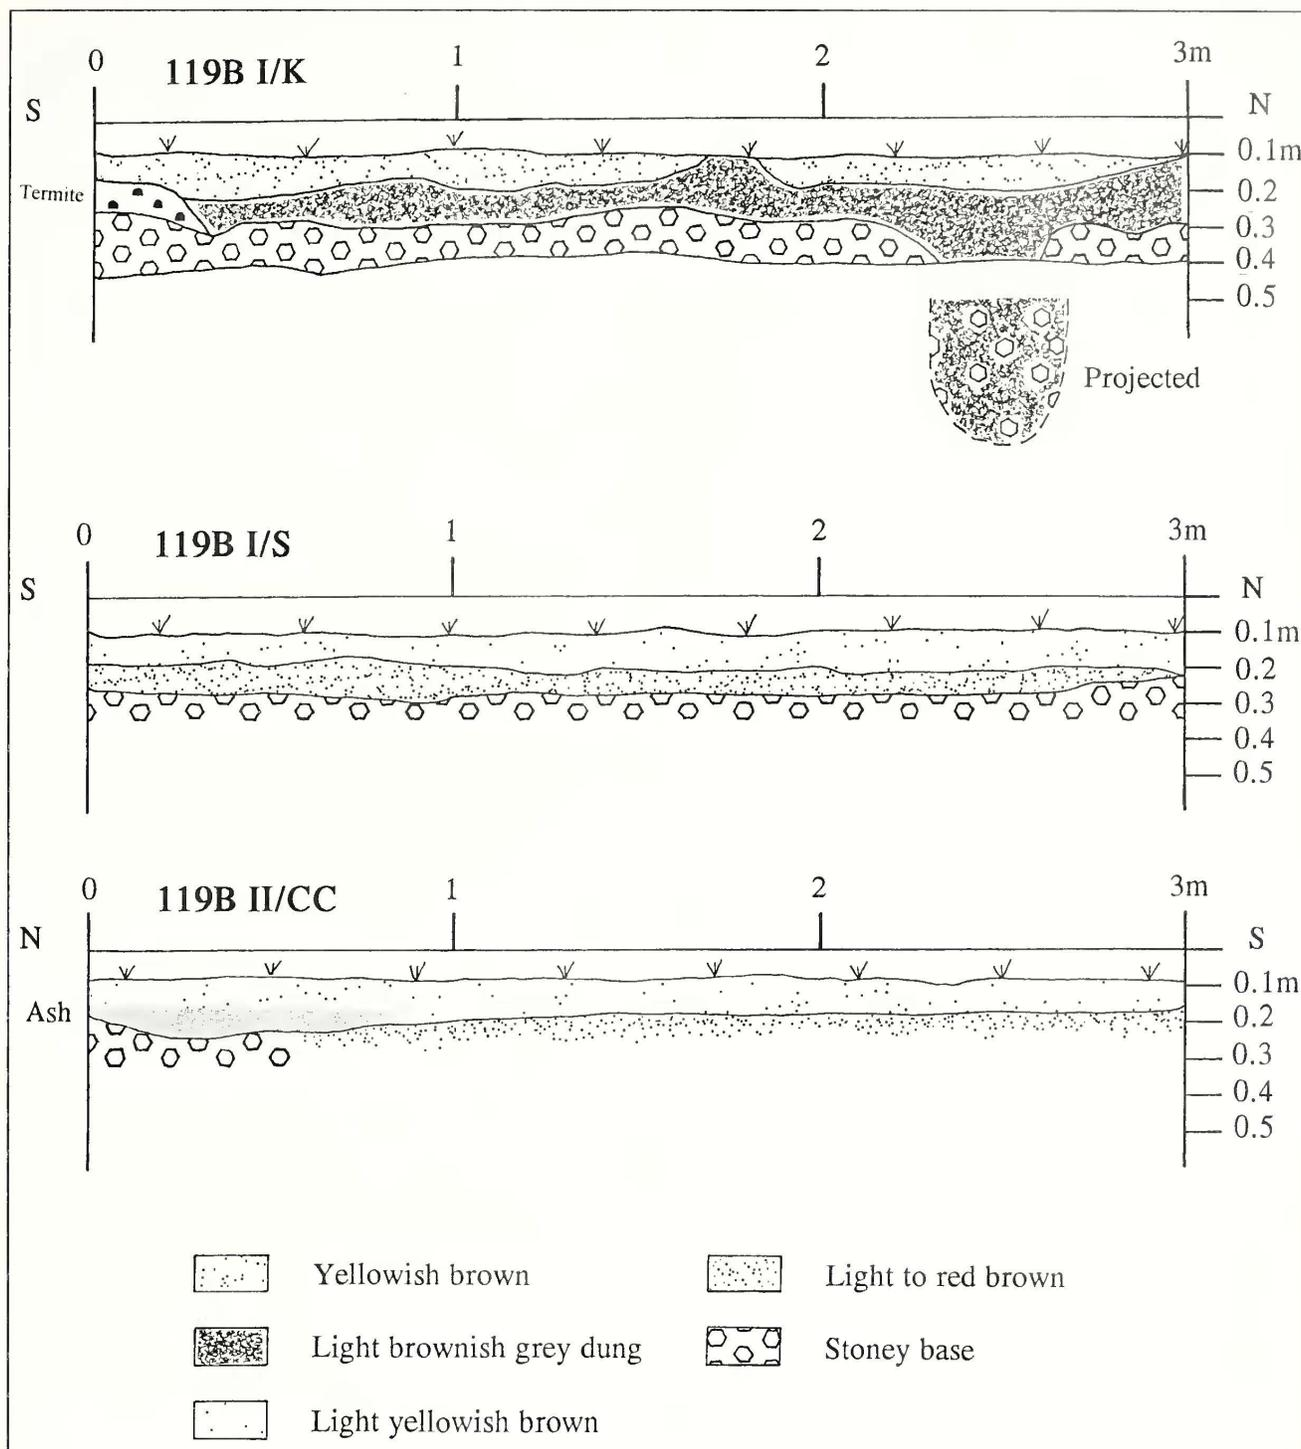 0 1 2 3m
119B I/K
S N
0.1m
Termite 0.2
0.3
0.4
0.5
Projected
0 1 2 3m
119B I/S
S N
0.1m
0.2
0.3
0.4
0.5
0 1 2 3m
119B II/CC
N S
0.1m
Ash 0.2
0.3
0.4
0.5
Yellowish brown
Light to red brown
Light brownish grey dung
Stoney base
Light yellowish brown